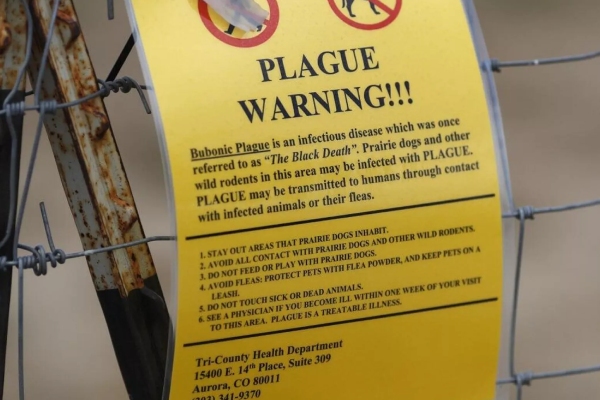 PLAGUE
WARNING!!!
Bubonic Plague is an infectious disease which was once
referred to as “The Black Death”. Prairie dogs and other
wild rodents in this area may be infected with PLAGUE.
PLAGUE may be transmitted to humans through contact
with infected animals or their fleas.
1. STAY OUT AREAS THAT PRAIRIE DOGS INHABIT.
2. AVOID ALL CONTACT WITH PRAIRIE DOGS AND OTHER WILD RODENTS.
3. DO NOT FEED OR PLAY WITH PRAIRIE DOGS.
4. AVOID FLEAS: PROTECT PETS WITH FLEA POWDER, AND KEEP PETS ON A
LEASH.
5. DO NOT TOUCH SICK OR DEAD ANIMALS.
6. SEE A PHYSICIAN IF YOU BECOME ILL WITHIN ONE WEEK OF YOUR VISIT
TO THIS AREA. PLAGUE IS A TREATABLE ILLNESS.
Tri-County Health Department
15400 E. 14th Place, Suite 309
Aurora, CO 80011
(303) 341-9370